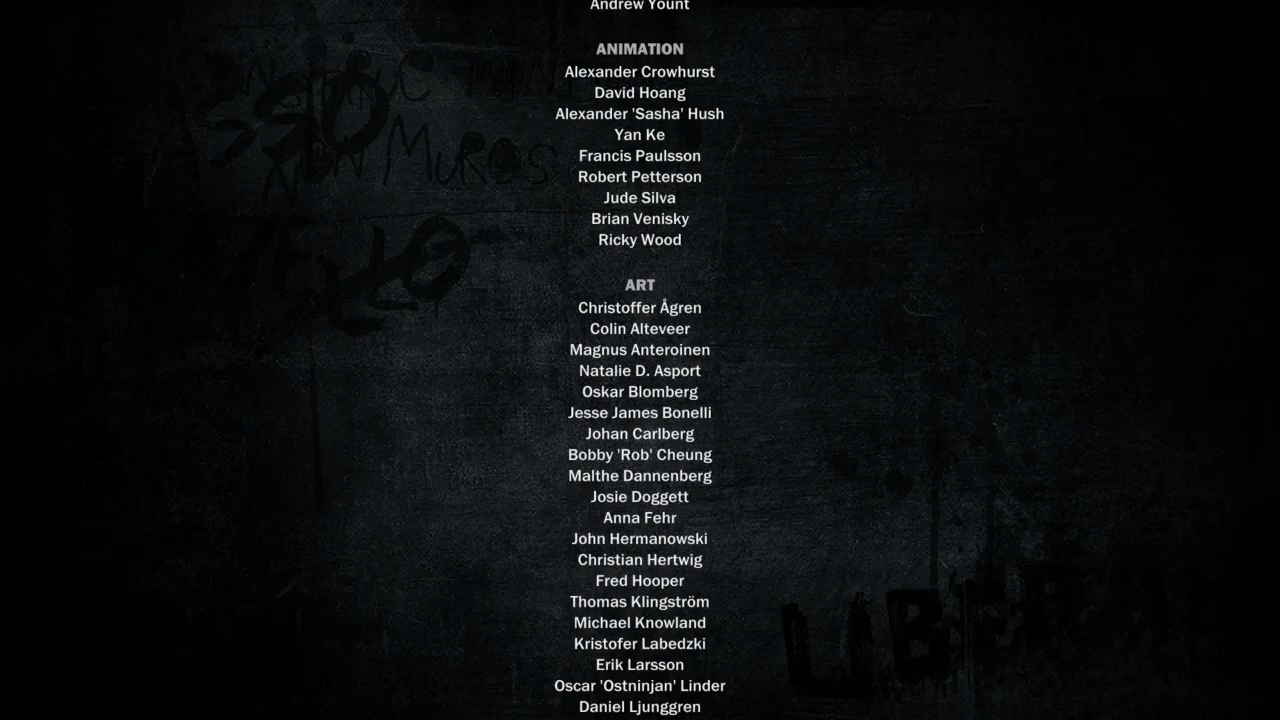 Andrew Yount
ANIMATION
Alexander Crowhurst
David Hoang
Alexander 'Sasha' Hush
Yan Ke
Francis Paulsson
Robert Petterson
Jude Silva
Brian Venisky
Ricky Wood
ART
Christoffer Ågren
Colin Alteveer
Magnus Anteroinen
Natalie D. Asport
Oskar Blomberg
Jesse James Bonelli
Johan Carlberg
Bobby 'Rob' Cheung
Malthe Dannenberg
Josie Doggett
Anna Fehr
John Hermanowski
Christian Hertwig
Fred Hooper
Thomas Klingström
Michael Knowland
Kristofer Labedzki
Erik Larsson
Oscar 'Ostninjan' Linder
Daniel Ljunggren
MUROS